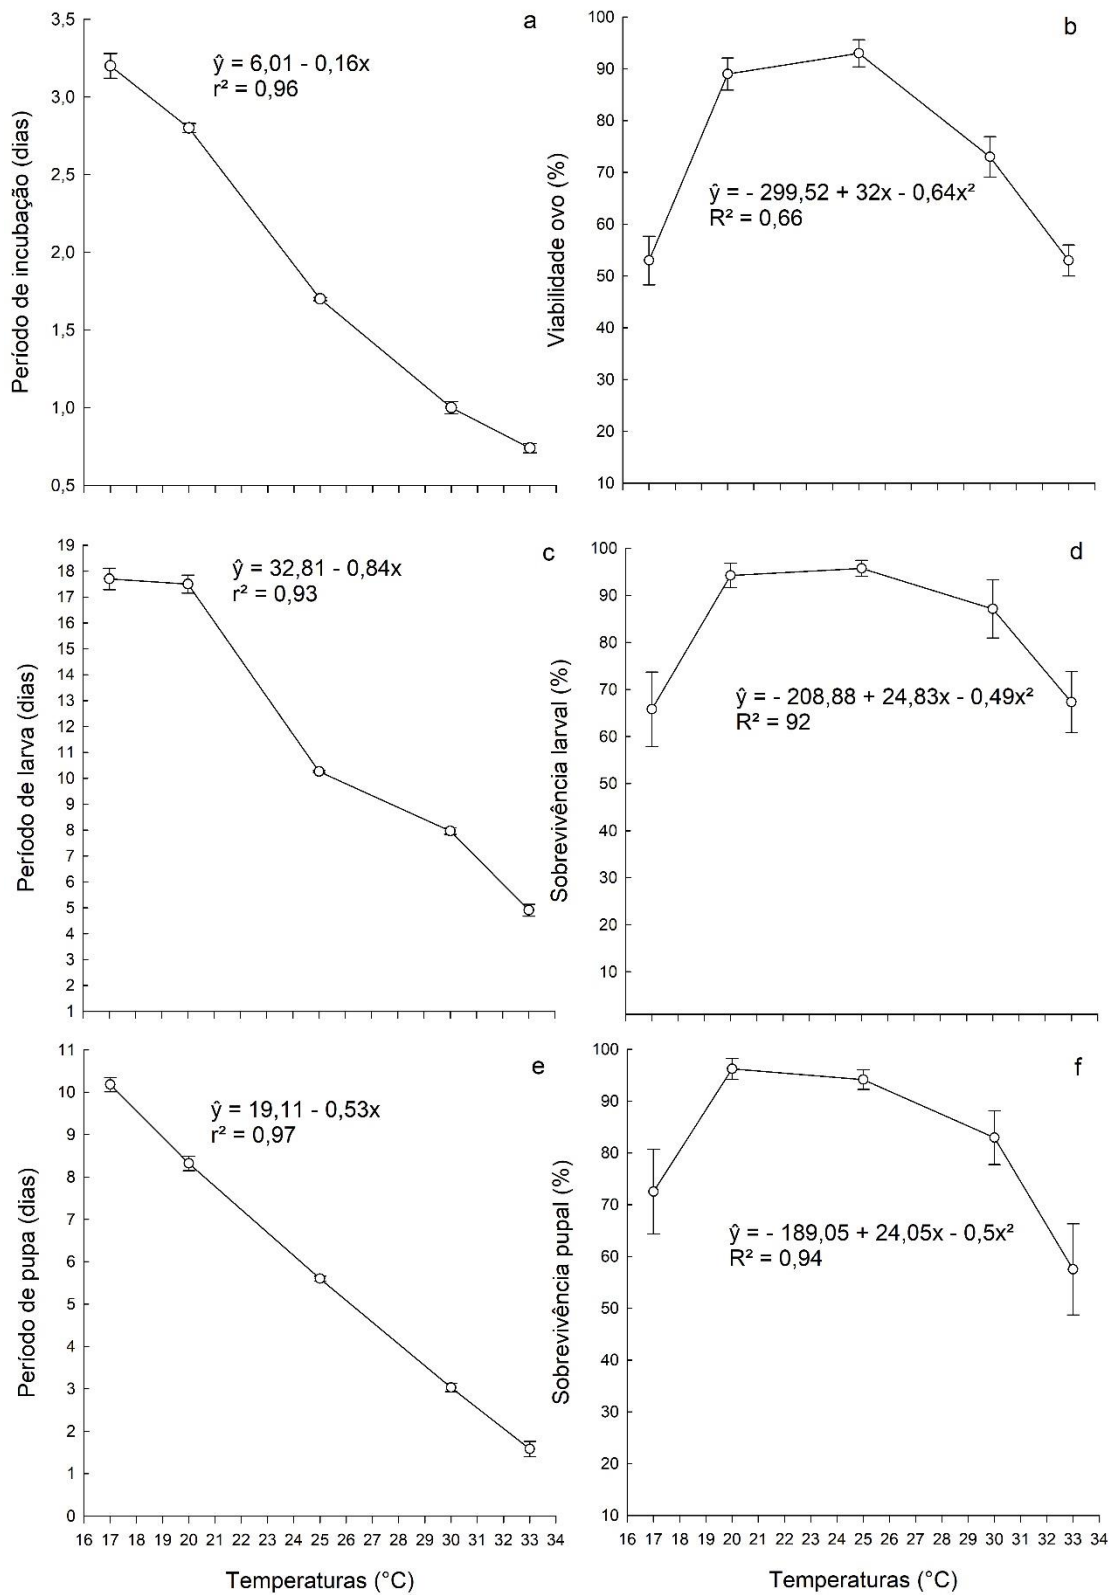 a
3,5
3,0
2,5
2,0
1,5
1,0
0,5
Período de incubação (dias)
ŷ = 6,01 - 0,16x
r² = 0,96
b
100
90
80
70
60
50
40
30
20
10
Viabilidade ovo (%)
ŷ = - 299,52 + 32x - 0,64x²
R² = 0,66
c
19
18
17
16
15
14
13
12
11
10
9
8
7
6
5
4
3
2
1
Período de larva (dias)
ŷ = 32,81 - 0,84x
r² = 0,93
d
100
90
80
70
60
50
40
30
20
10
Sobrevivência larval (%)
ŷ = - 208,88 + 24,83x - 0,49x²
R² = 92
e
11
10
8
7
6
5
4
3
2
1
0
Período de pupa (dias)
ŷ = 19,11 - 0,53x
r² = 0,97
16 17 18 19 20 21 22 23 24 25 26 27 28 29 30 31 32 33 34
Temperaturas (°C)
f
100
90
80
70
60
50
40
30
20
10
Sobrevivência pupal (%)
ŷ = - 189,05 + 24,05x - 0,5x²
R² = 0,94
16 17 18 19 20 21 22 23 24 25 26 27 28 29 30 31 32 33 34
Temperaturas (°C)